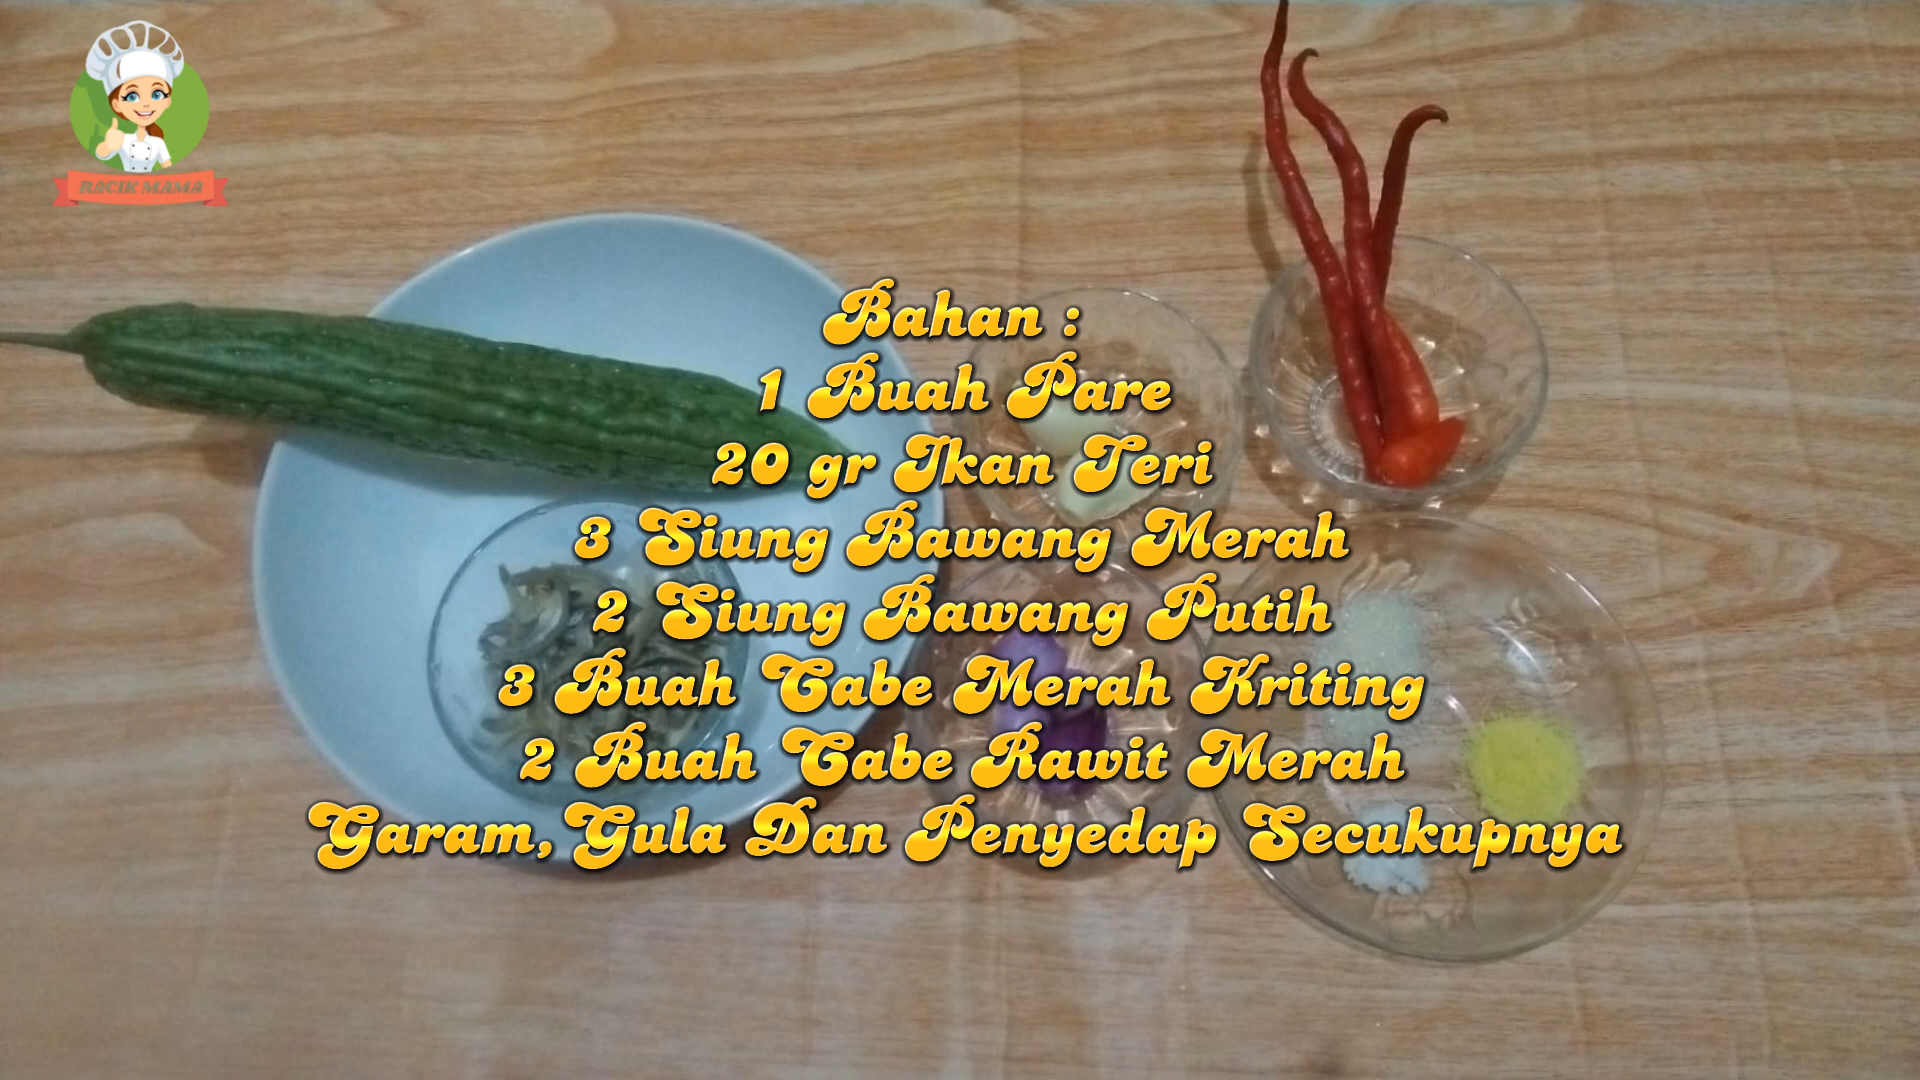 RACIK MAMA
Bahan :
1 Buah Pare
20 gr Ikan Teri
3 Siung Bawang Merah
2 Siung Bawang Putih
3 Buah Cabe Merah Kriting
2 Buah Cabe Rawit Merah
Garam, Gula Dan Penyedap Secukupnya